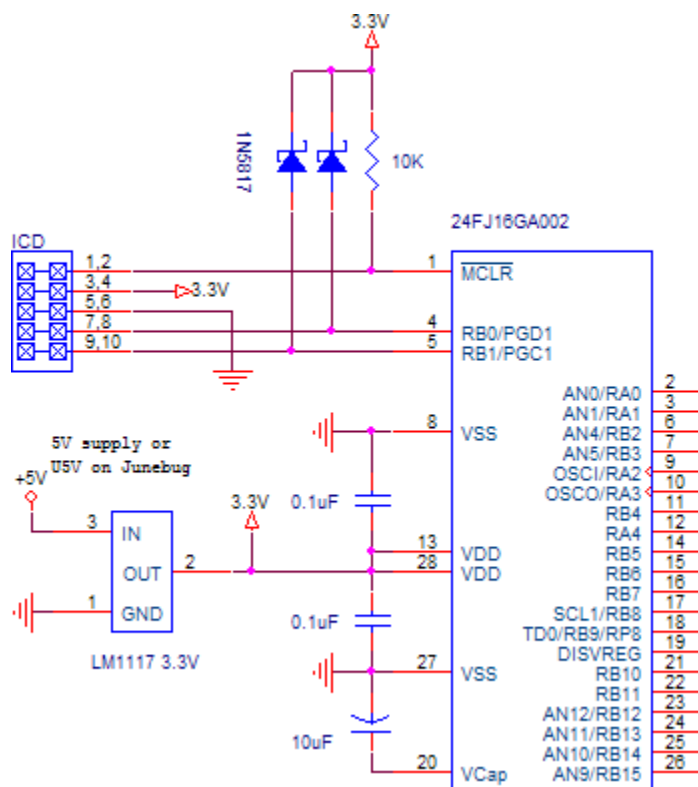 3.3V
1N5817
10K
24FJ16GA002
ICD
1,2
3,4
5,6
7,8
9,10
3.3V
1
MCLR
4
RB0/PGD1
5
RB1/PGC1
2
AN0/RA0
3
AN1/RA1
6
AN4/RB2
7
AN5/RB3
9
OSCI/RA2
10
OSCO/RA3
11
RB4
12
RA4
14
RB5
15
RB6
16
RB7
17
SCL1/RB8
18
TD0/RB9/RP8
19
DISVREG
21
RB10
22
RB11
23
AN12/RB12
24
AN11/RB13
25
AN10/RB14
26
AN9/RB15
8
VSS
0.1uF
13
VDD
28
VDD
0.1uF
27
VSS
10uF
20
VCap
5V supply or
U5V on Junebug
+5V
3.3V
3
IN
OUT
2
1
GND
LM1117 3.3V